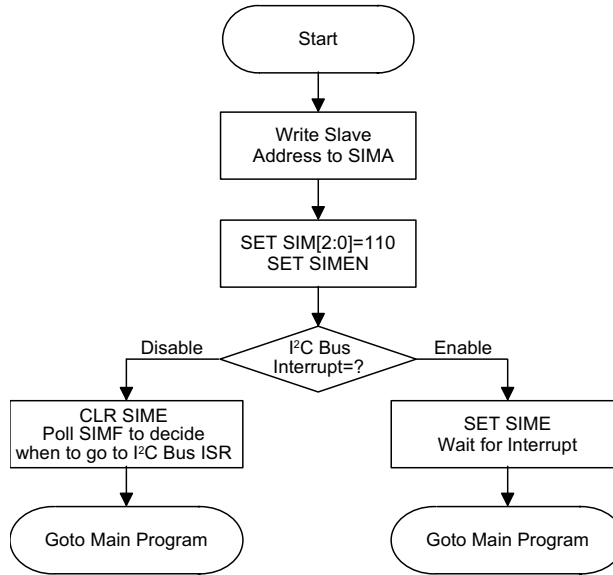 Start
Write Slave
Address to SIMA
SET SIM[2:0]=110
SET SIMEN
I²C Bus
Interrupt=?
Disable
Enable
CLR SIME
Poll SIMF to decide
when to go to I²C Bus ISR
SET SIME
Wait for Interrupt
Goto Main Program
Goto Main Program